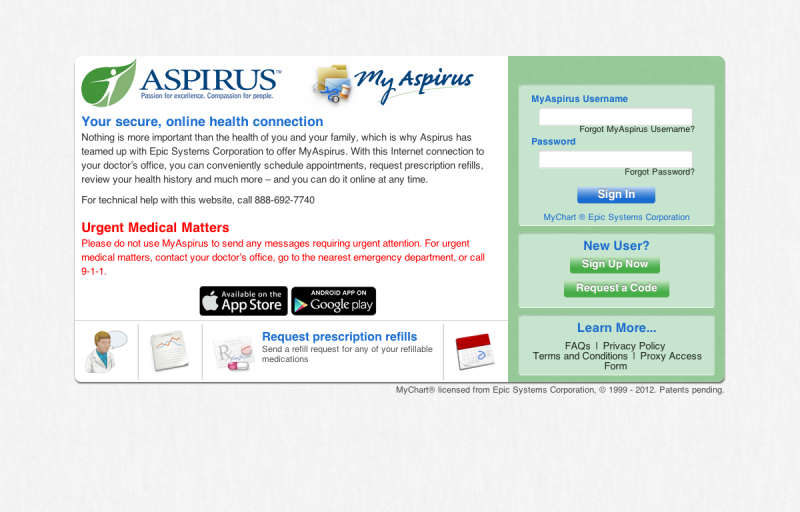 ASPIRUS™
Passion for excellence. Compassion for people.
My Aspirus
Your secure, online health connection
Nothing is more important than the health of you and your family, which is why Aspirus has
teamed up with Epic Systems Corporation to offer MyAspirus. With this Internet connection to
your doctor's office, you can conveniently schedule appointments, request prescription refills,
review your health history and much more – and you can do it online at any time.
For technical help with this website, call 888-692-7740
Urgent Medical Matters
Please do not use MyAspirus to send any messages requiring urgent attention. For urgent
medical matters, contact your doctor's office, go to the nearest emergency department, or call
9-1-1.
Available on the
App Store
ANDROID APP ON
Google play
Request prescription refills
Send a refill request for any of your refillable
medications
MyAspirus Username
Forgot MyAspirus Username?
Password
Forgot Password?
Sign In
MyChart ® Epic Systems Corporation
New User?
Sign Up Now
Request a Code
Learn More...
FAQs | Privacy Policy
Terms and Conditions | Proxy Access
Form
MyChart® licensed from Epic Systems Corporation, © 1999 - 2012. Patents pending.